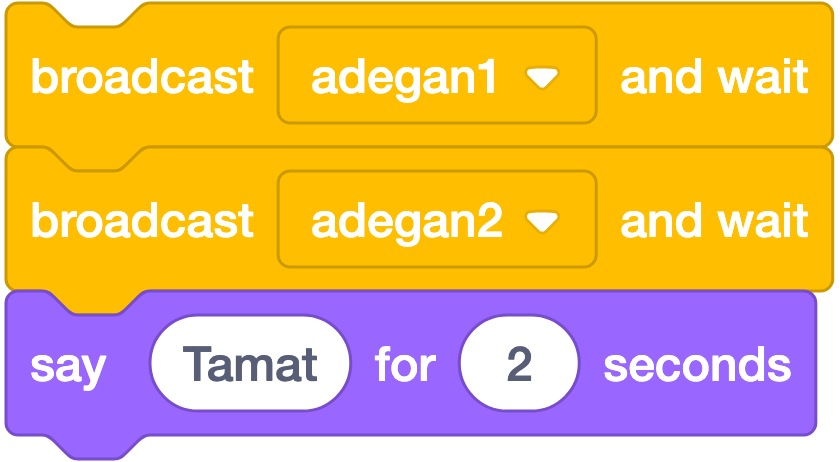 broadcast adegan1 and wait
broadcast adegan2 and wait
say Tamat for 2 seconds